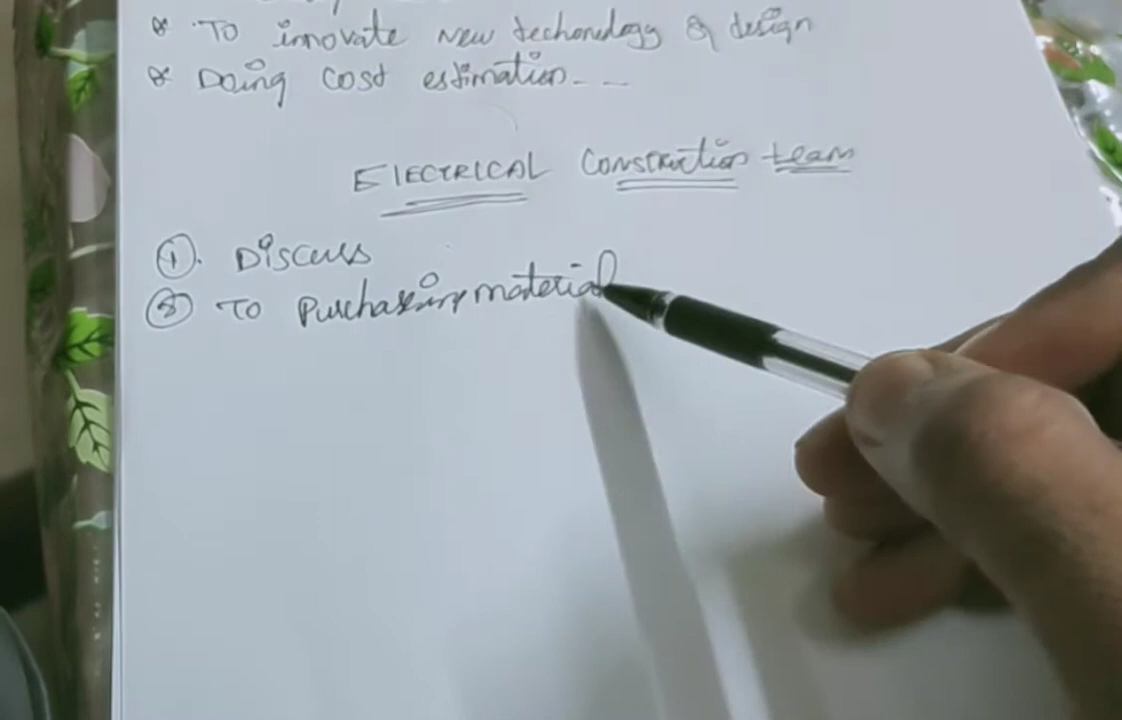 * To innovate New techonology & design
* Doing Cost estimation - -
ELECTRICAL Construction team
①. Discuss
② To Purchasing material